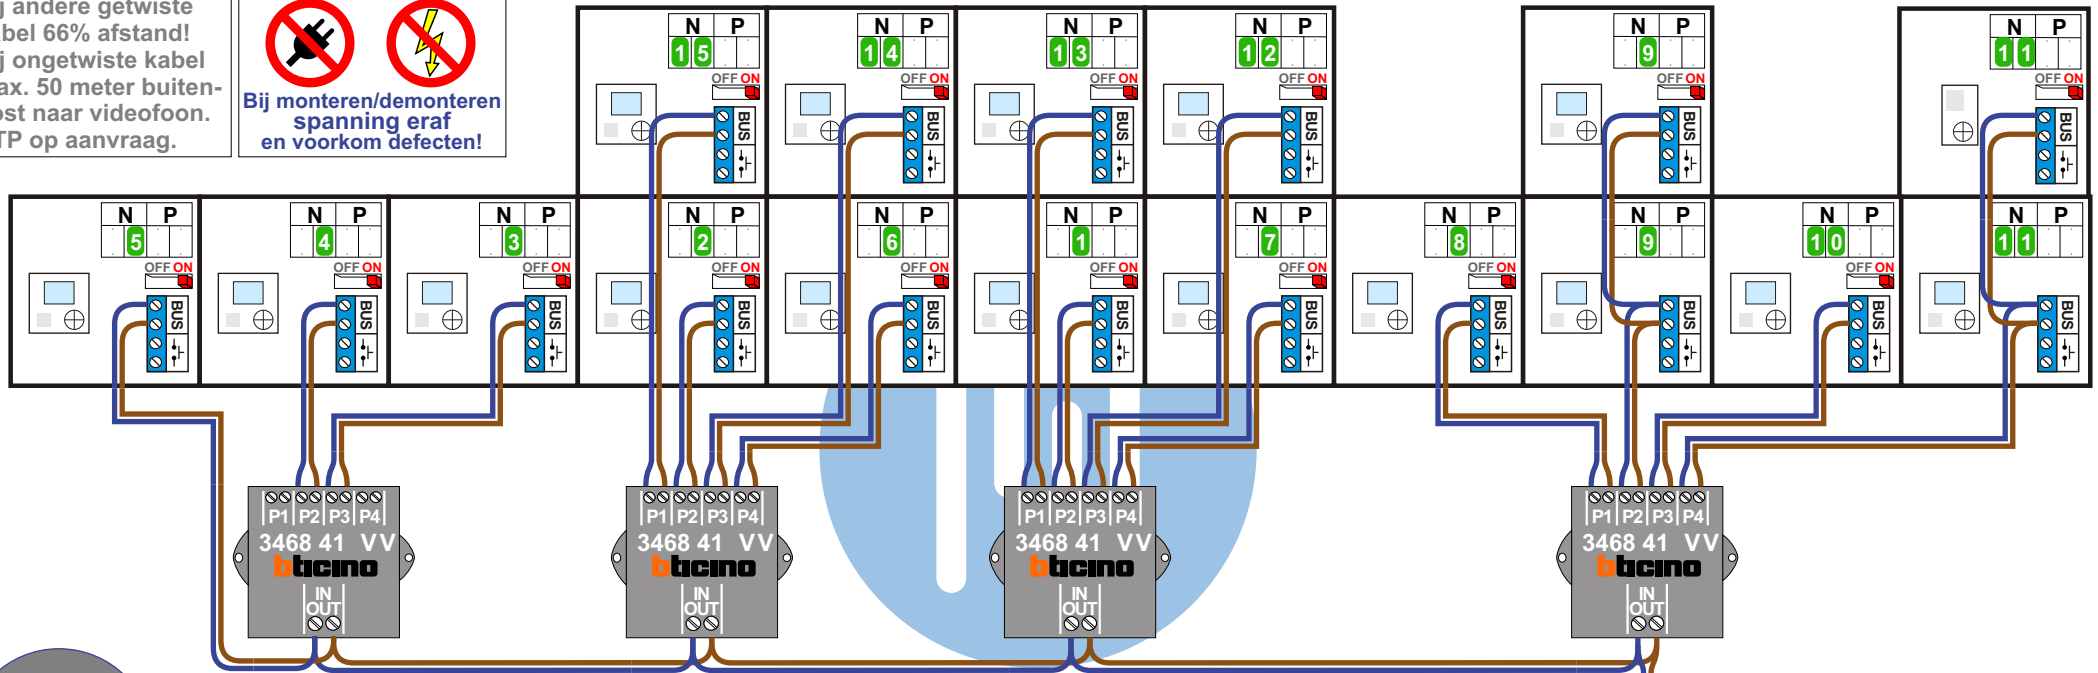 andere getwiste
66% afstand!
ongetwiste kabel
50 meter buiten-
naar videofoon.
op aanvraag.
Bij monteren/demonteren
spanning eraf
en voorkom defecten!
N P
15
OFF ON
BUS
N P
14
OFF ON
BUS
N P
13
OFF ON
BUS
N P
12
OFF ON
BUS
N P
9
OFF ON
BUS
N P
11
OFF ON
BUS
N P
5
OFF ON
BUS
N P
4
OFF ON
BUS
N P
3
OFF ON
BUS
N P
2
OFF ON
BUS
N P
6
OFF ON
BUS
N P
1
OFF ON
BUS
N P
7
OFF ON
BUS
N P
8
OFF ON
BUS
N P
9
OFF ON
BUS
N P
10
OFF ON
BUS
N P
11
OFF ON
BUS
P1 P2 P3 P4
3468 41 VV
bticino
IN
OUT
P1 P2 P3 P4
3468 41 VV
bticino
IN
OUT
P1 P2 P3 P4
3468 41 VV
bticino
IN
OUT
P1 P2 P3 P4
3468 41 VV
bticino
IN
OUT